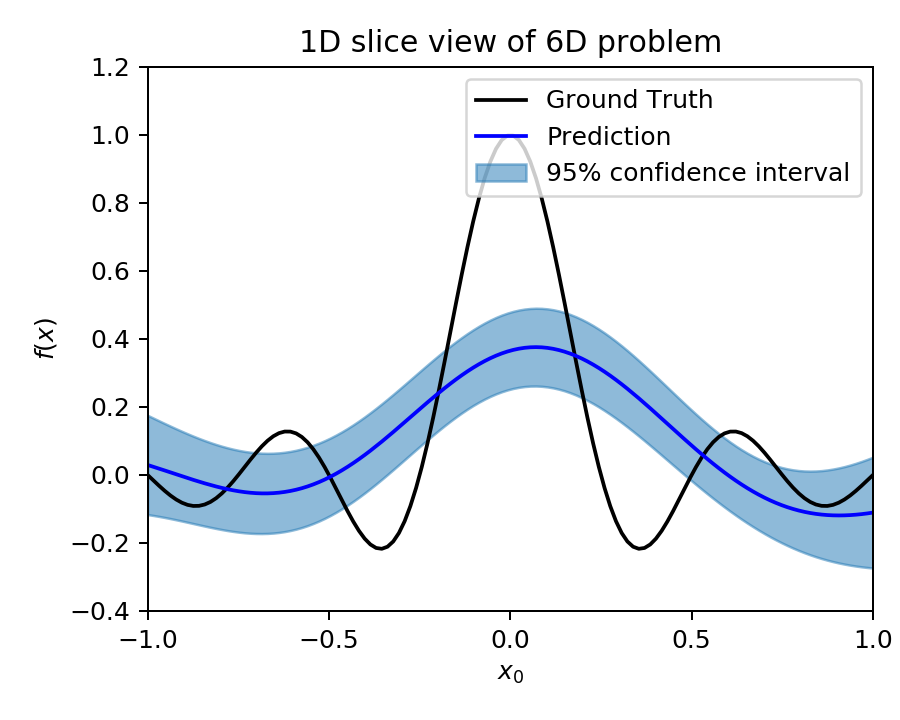 1D slice view of 6D problem
Ground Truth
Prediction
95% confidence interval
1.2
1.0
0.8
0.6
0.4
0.2
0.0
−0.2
−0.4
f(x)
−1.0 −0.5 0.0 0.5 1.0
x₀